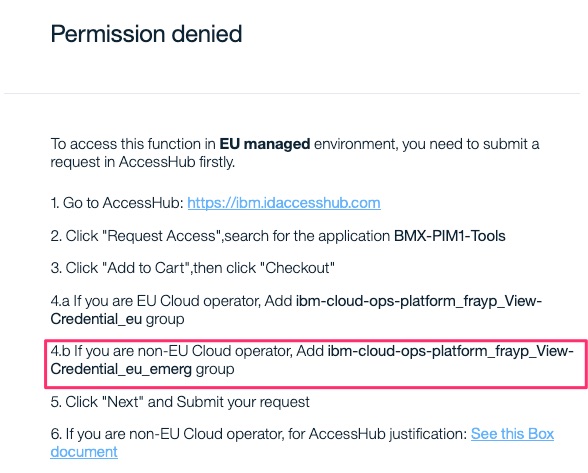 Permission denied
To access this function in EU managed environment, you need to submit a
request in AccessHub firstly.
1. Go to AccessHub: https://ibm.idaccesshub.com
2. Click "Request Access",search for the application BMX-PIM1-Tools
3. Click "Add to Cart",then click "Checkout"
4.a If you are EU Cloud operator, Add ibm-cloud-ops-platform_frayp_View-
Credential_eu group
4.b If you are non-EU Cloud operator, Add ibm-cloud-ops-platform_frayp_View-
Credential_eu_emerg group
5. Click "Next" and Submit your request
6. If you are non-EU Cloud operator, for AccessHub justification: See this Box
document